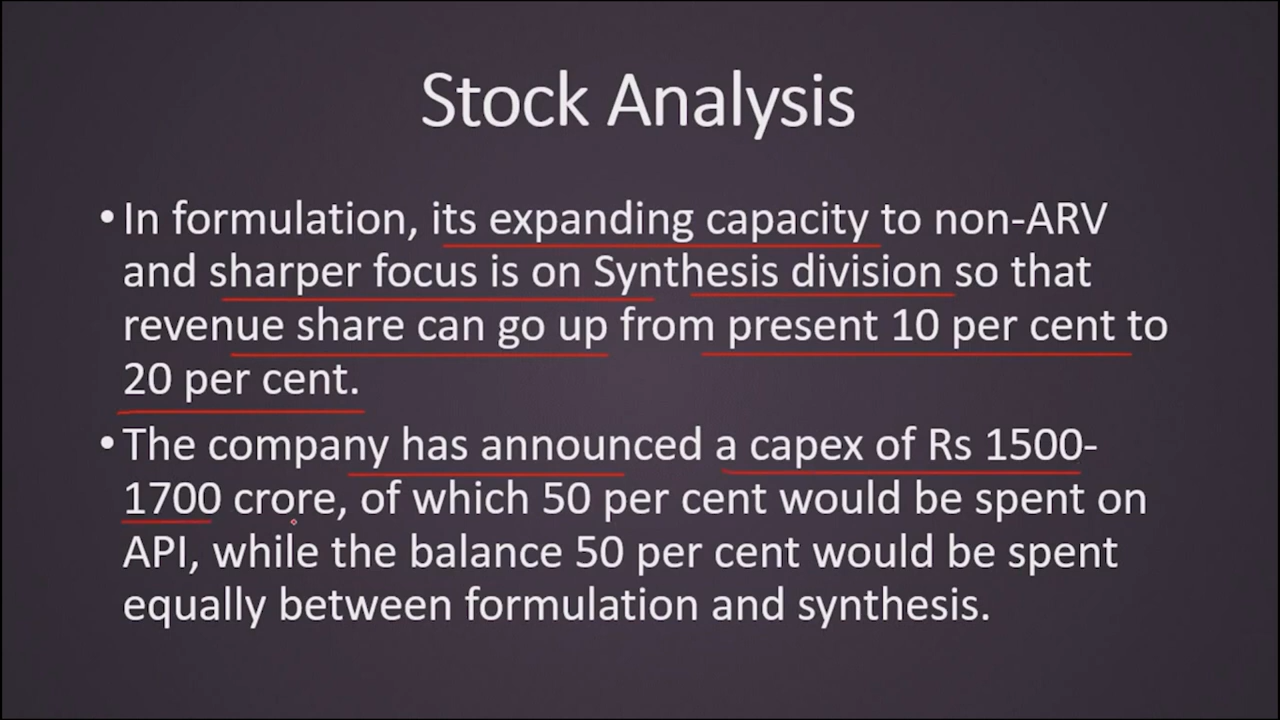 Stock Analysis
• In formulation, its expanding capacity to non-ARV
and sharper focus is on Synthesis division so that
revenue share can go up from present 10 per cent to
20 per cent.
• The company has announced a capex of Rs 1500-
1700 crore, of which 50 per cent would be spent on
API, while the balance 50 per cent would be spent
equally between formulation and synthesis.